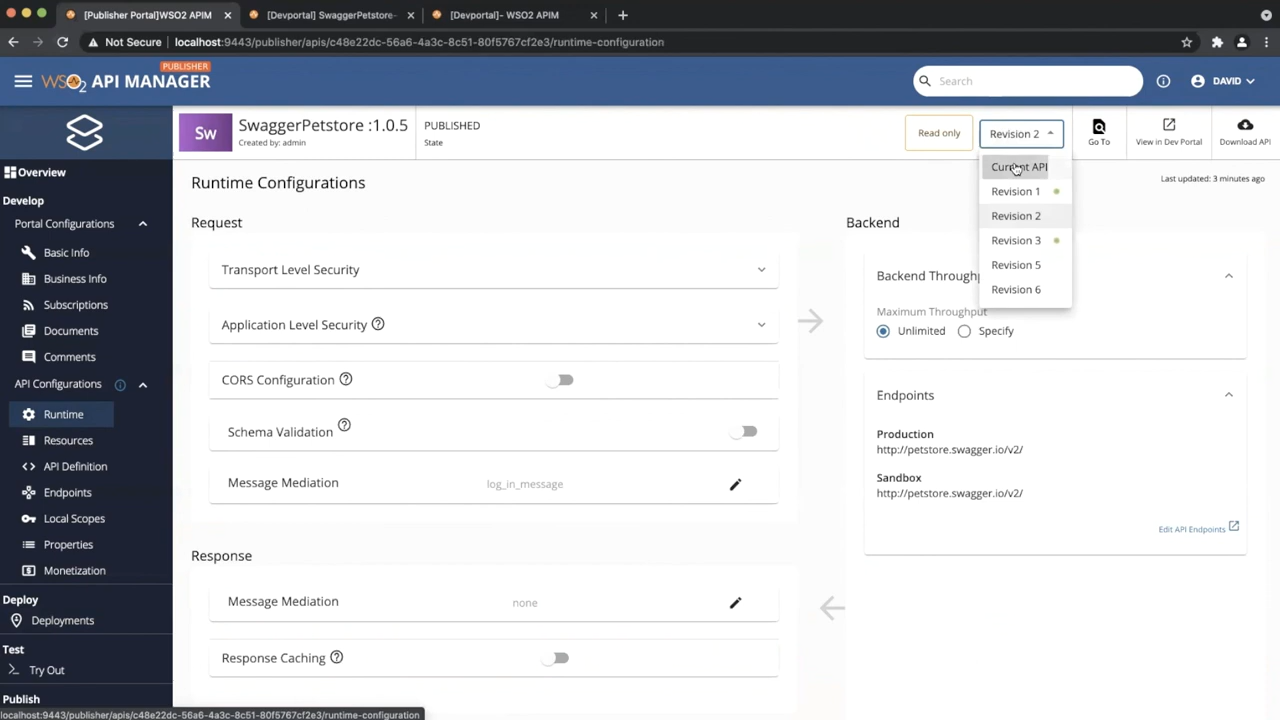 [Publisher Portal]WSO2 APIM
[Devportal] SwaggerPetstore-
[Devportal]- WSO2 APIM
Not Secure
localhost:9443/publisher/apis/c48e22dc-56a6-4a3c-8c51-80f5767cf2e3/runtime-configuration
WSO2 API MANAGER
PUBLISHER
Search
DAVID
Sw
SwaggerPetstore :1.0.5
Created by: admin
PUBLISHED
State
Read only
Revision 2
Go To
View in Dev Portal
Download API
Current API
Revision 1
Revision 2
Revision 3
Revision 5
Revision 6
Last updated: 3 minutes ago
Overview
Develop
Portal Configurations
Basic Info
Business Info
Subscriptions
Documents
Comments
API Configurations
Runtime
Resources
API Definition
Endpoints
Local Scopes
Properties
Monetization
Deploy
Deployments
Test
Try Out
Publish
Runtime Configurations
Request
Transport Level Security
Application Level Security
CORS Configuration
Schema Validation
Message Mediation
log_in_message
Response
Message Mediation
none
Response Caching
Backend
Maximum Throughput
Unlimited
Specify
Endpoints
Production
http://petstore.swagger.io/v2/
Sandbox
http://petstore.swagger.io/v2/
Edit API Endpoints
https://localhost:9443/publisher/apis/c48e22dc-56a6-4a3c-8c51-80f5767cf2e3/runtime-configuration